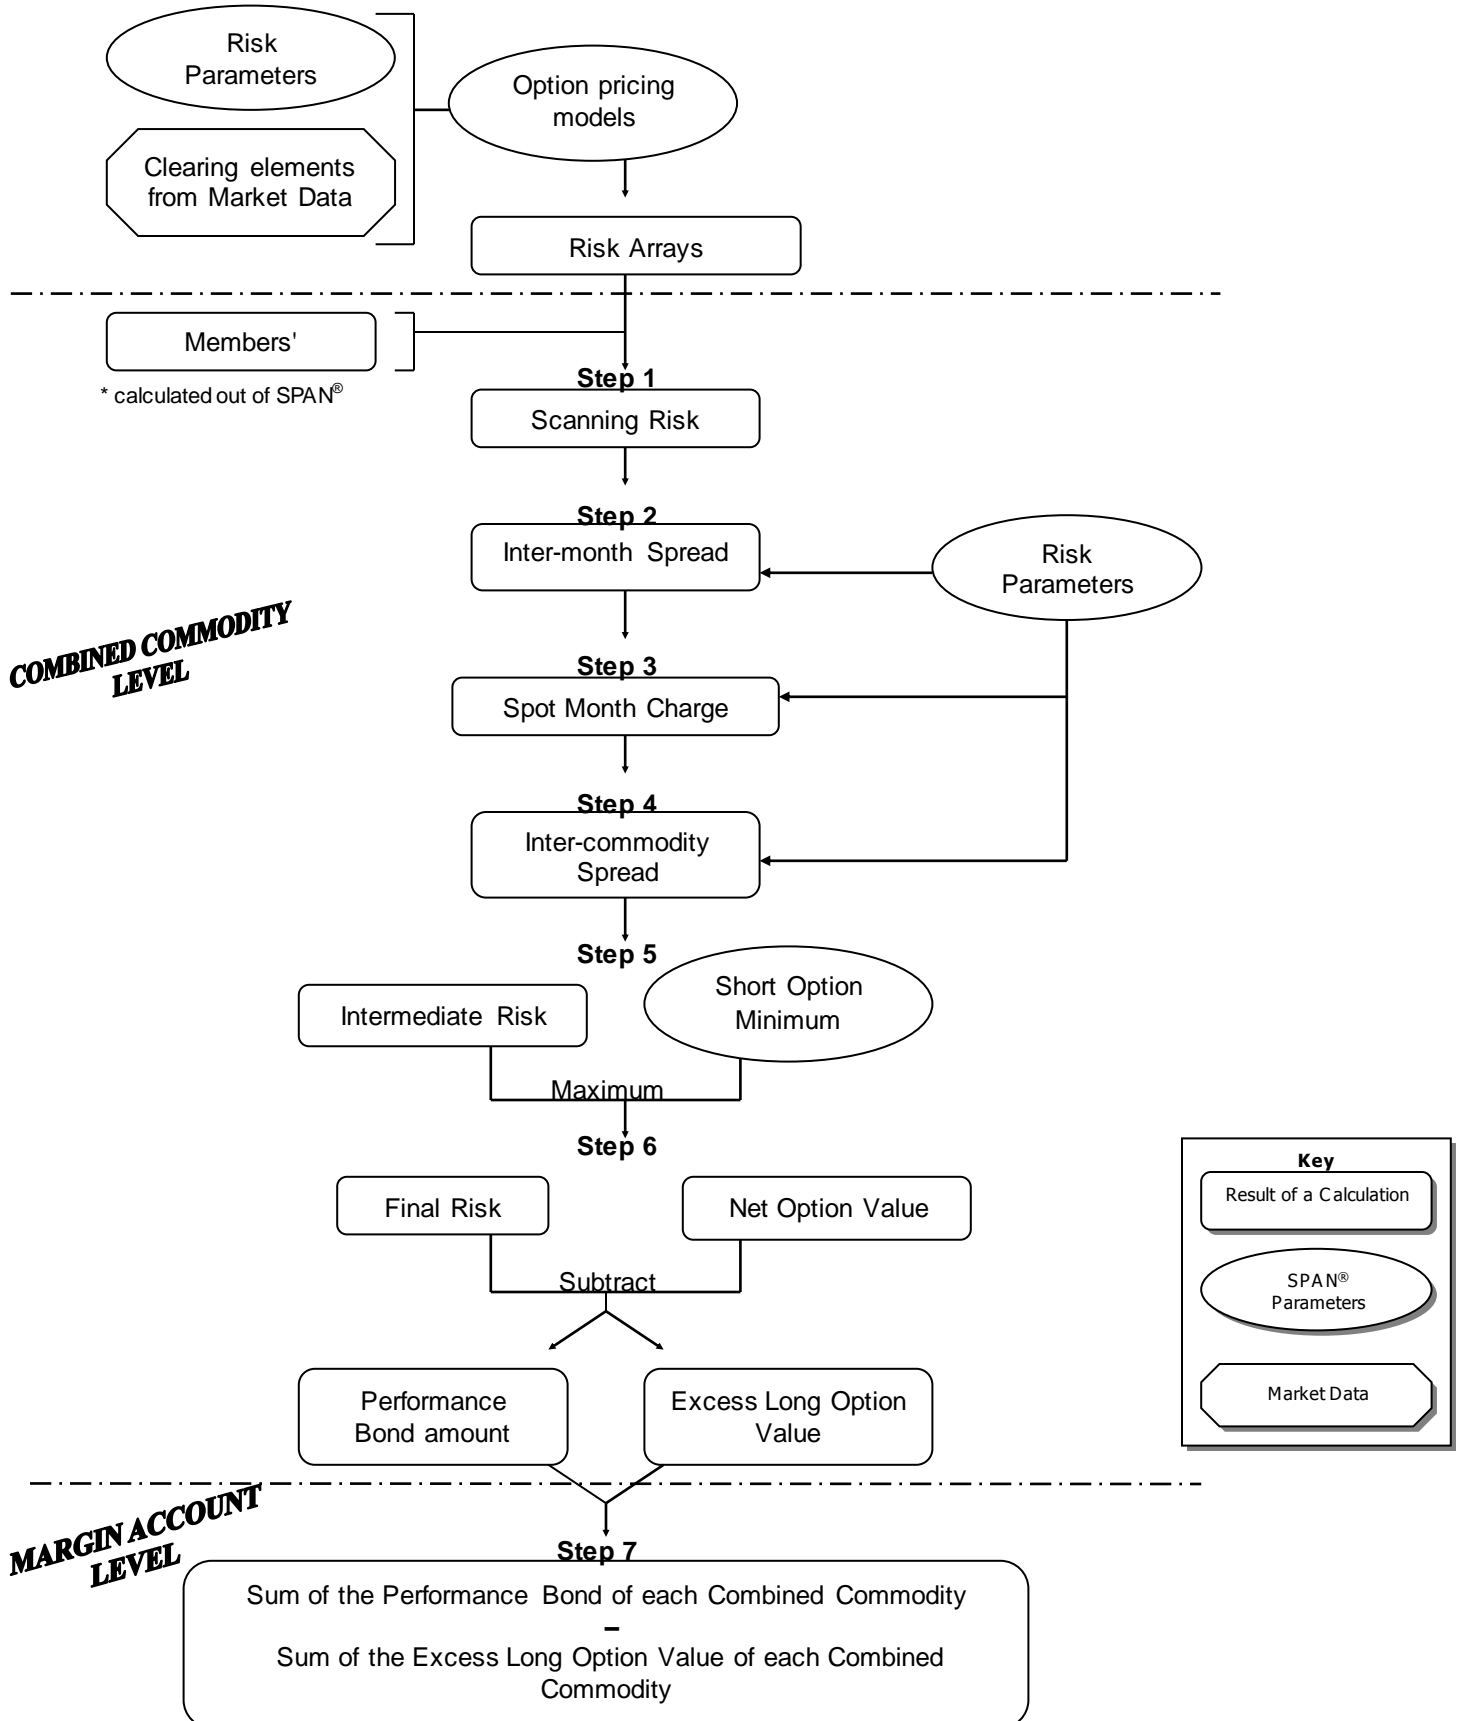 Risk
Parameters
Option pricing
models
Clearing elements
from Market Data
Risk Arrays
Members'
* calculated out of SPAN®
Step 1
Scanning Risk
Step 2
Inter-month Spread
Risk
Parameters
COMBINED COMMODITY
LEVEL
Step 3
Spot Month Charge
Step 4
Inter-commodity
Spread
Step 5
Intermediate Risk
Short Option
Minimum
Maximum
Step 6
Final Risk
Net Option Value
Subtract
Performance
Bond amount
Excess Long Option
Value
Key
Result of a Calculation
SPAN®
Parameters
Market Data
MARGIN ACCOUNT
LEVEL
Step 7
Sum of the Performance Bond of each Combined Commodity
–
Sum of the Excess Long Option Value of each Combined
Commodity